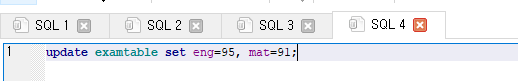 SQL 1 SQL 2 SQL 3 SQL 4
1 update examtable set eng=95, mat=91;